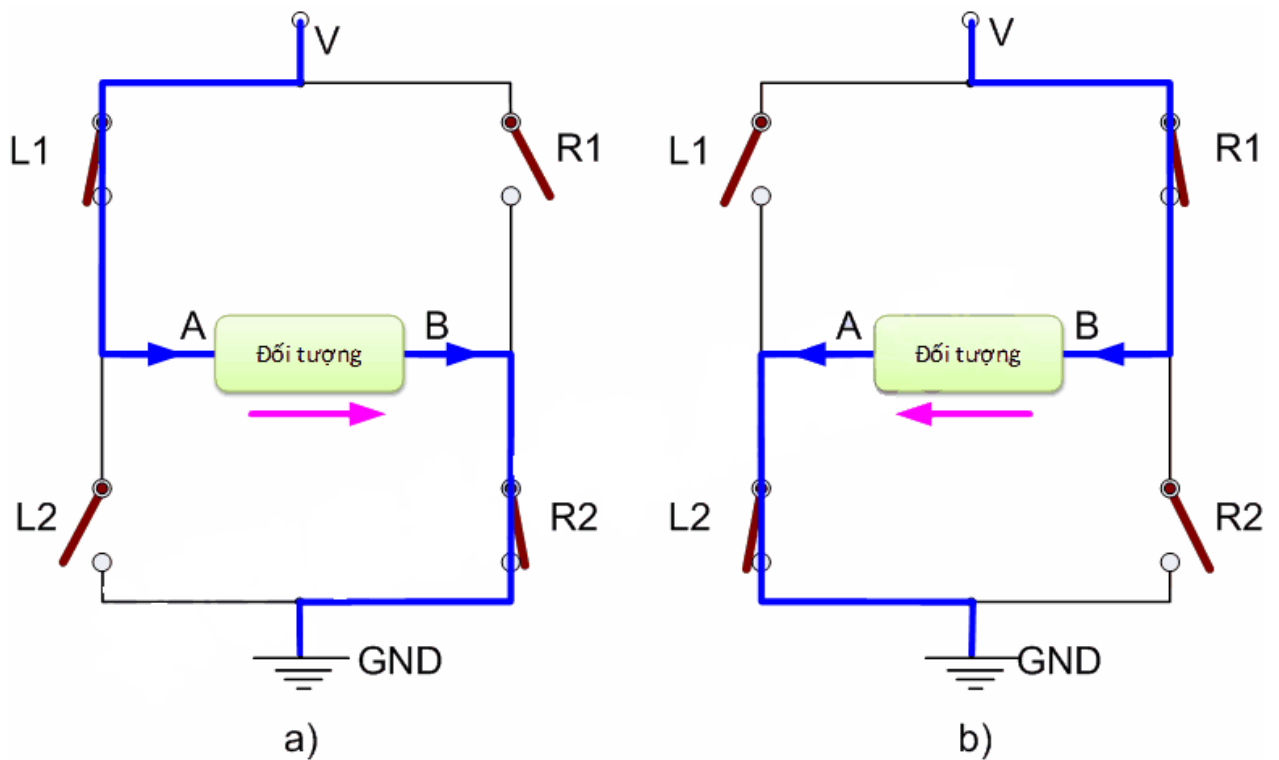 V
L1
R1
A
Đối tượng
B
L2
R2
GND
a)
V
L1
R1
A
Đối tượng
B
L2
R2
GND
b)